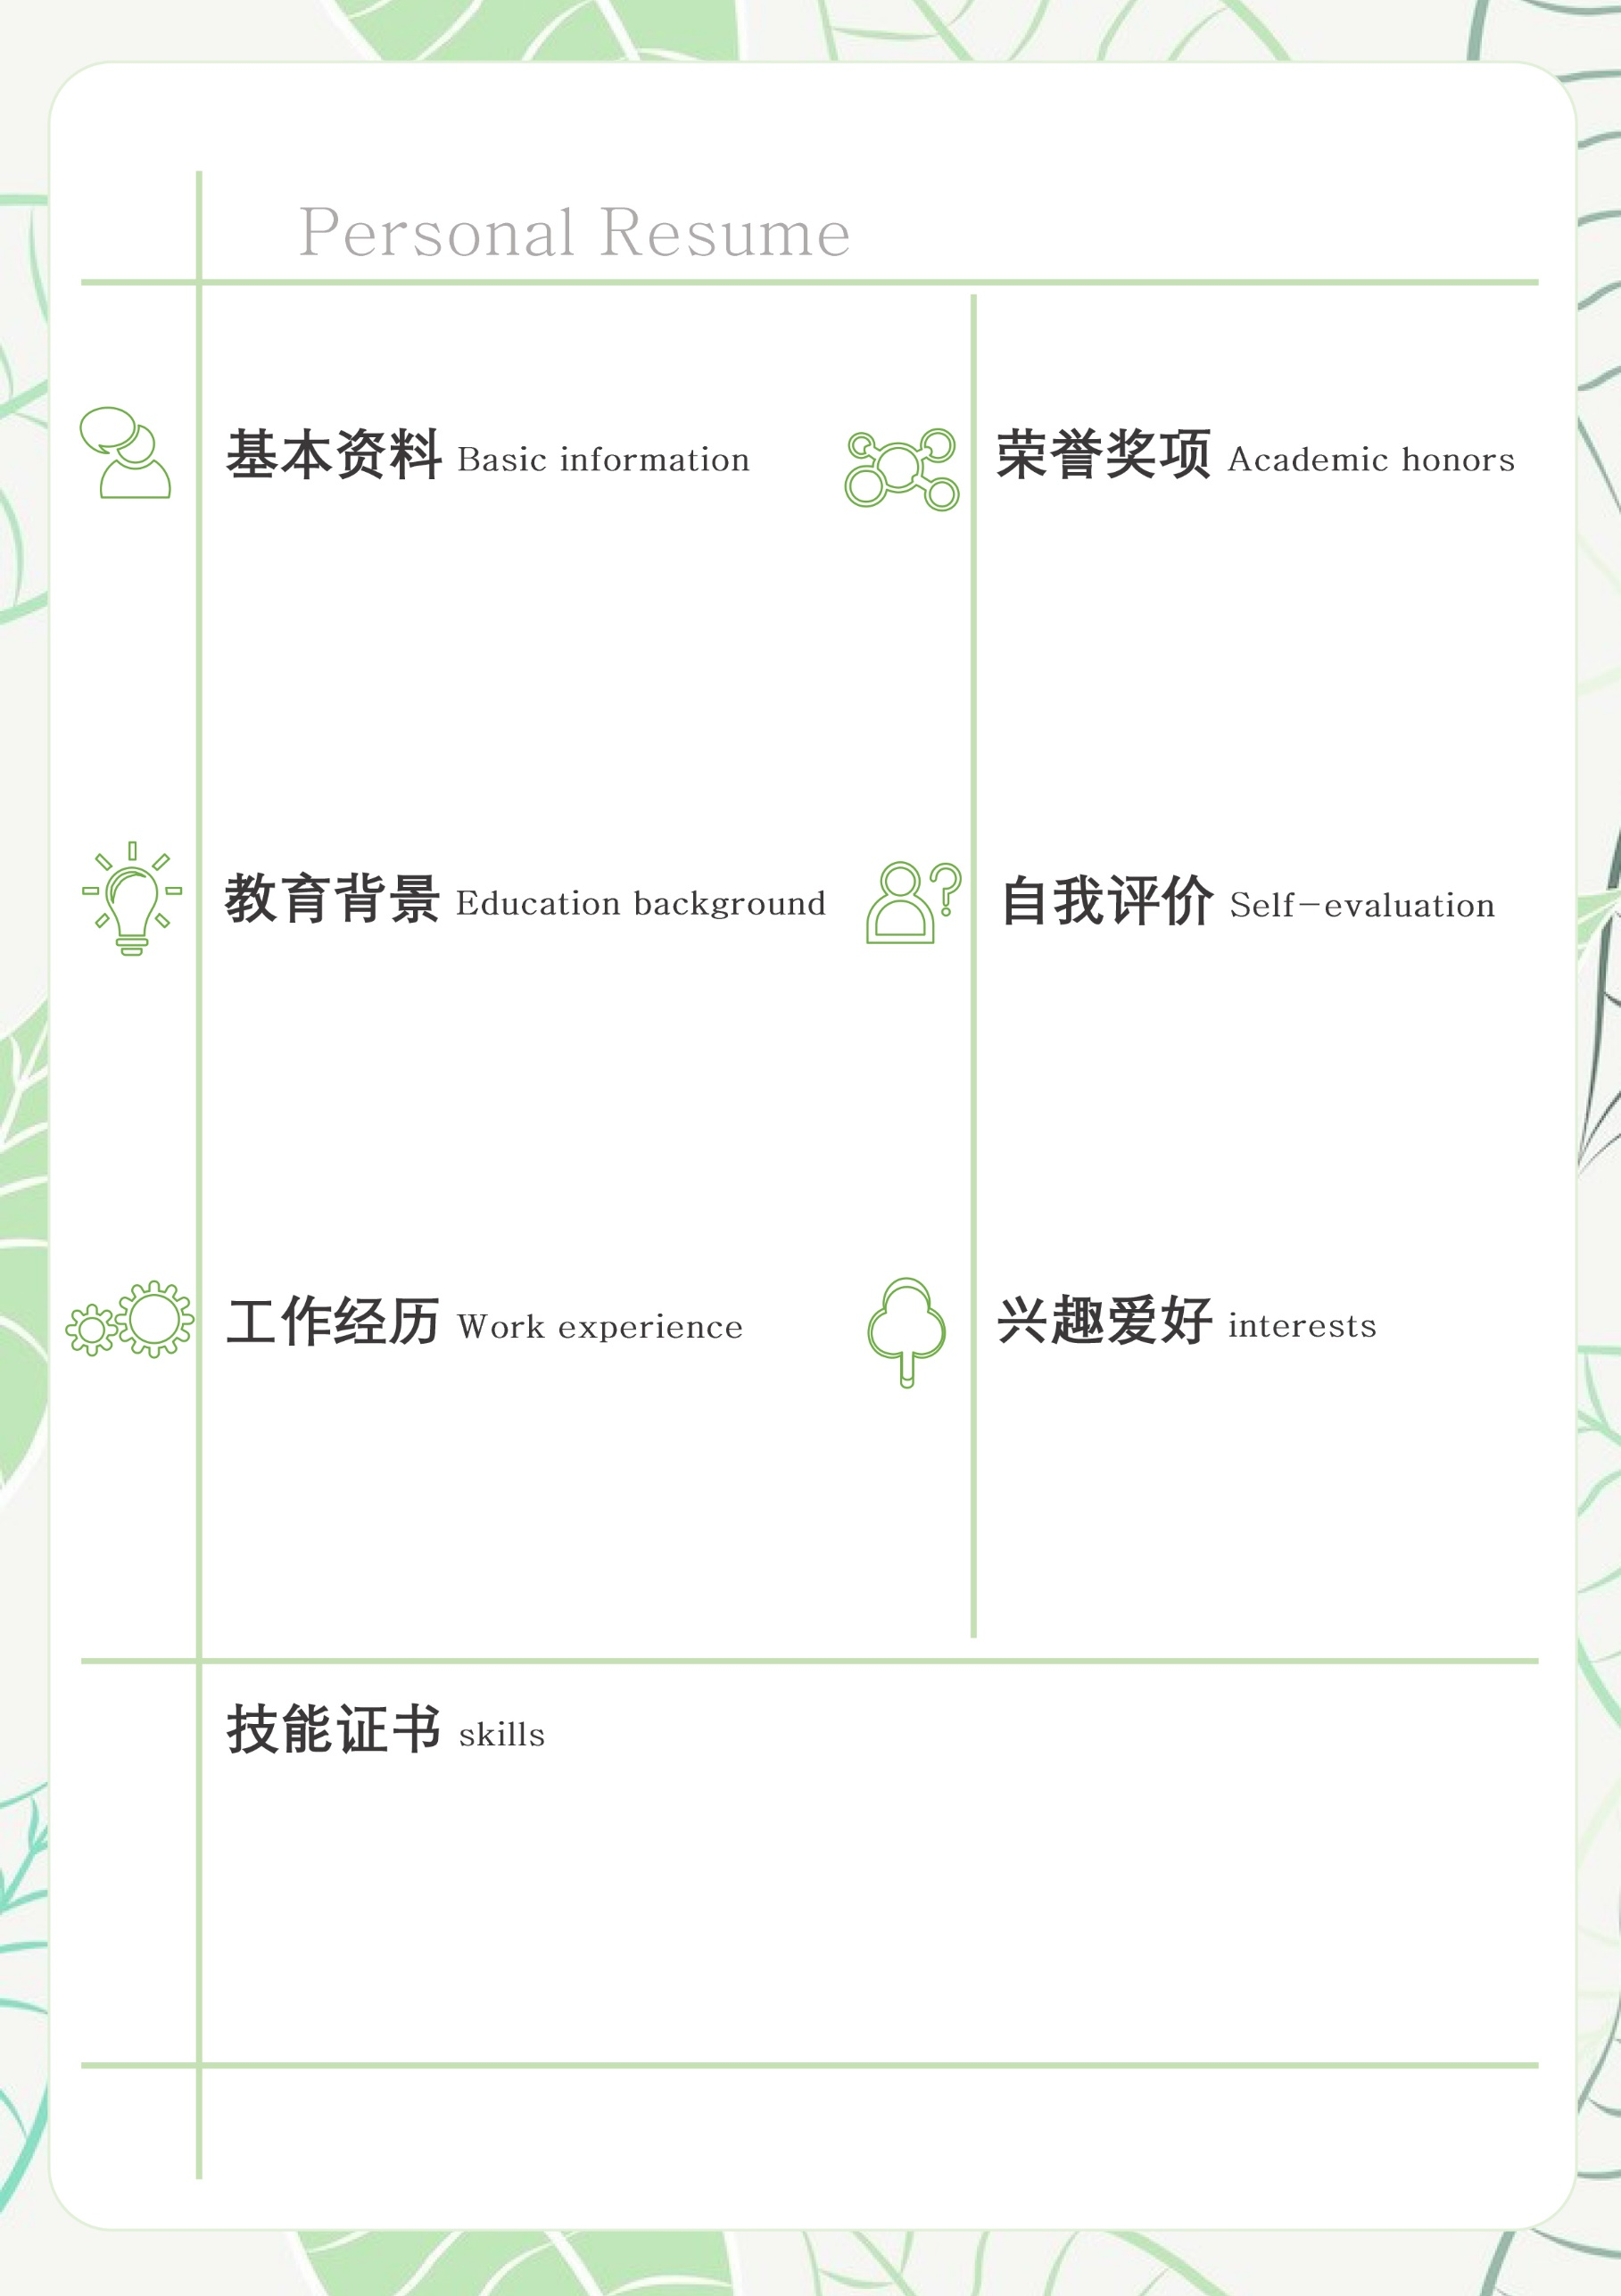 Personal Resume
基本资料 Basic information
荣誉奖项 Academic honors
教育背景 Education background
自我评价 Self-evaluation
工作经历 Work experience
兴趣爱好 interests
技能证书 skills